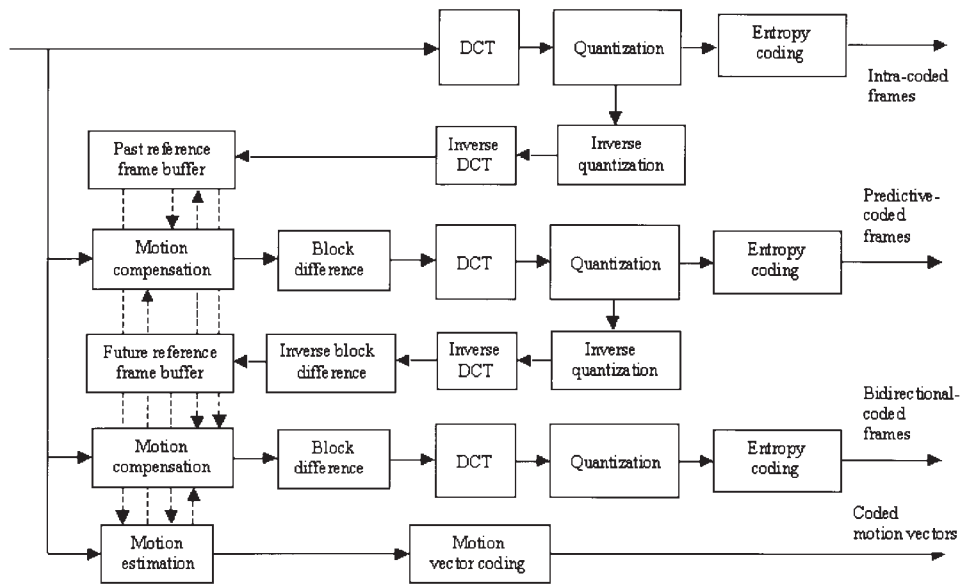 DCT
Quantization
Entropy
coding
Intra-coded
frames
Past reference
frame buffer
Inverse
DCT
Inverse
quantization
Predictive-
coded
frames
Motion
compensation
Block
difference
DCT
Quantization
Entropy
coding
Future reference
frame buffer
Inverse block
difference
Inverse
DCT
Inverse
quantization
Bidirectional-
coded
frames
Motion
compensation
Block
difference
DCT
Quantization
Entropy
coding
Coded
motion vectors
Motion
estimation
Motion
vector coding